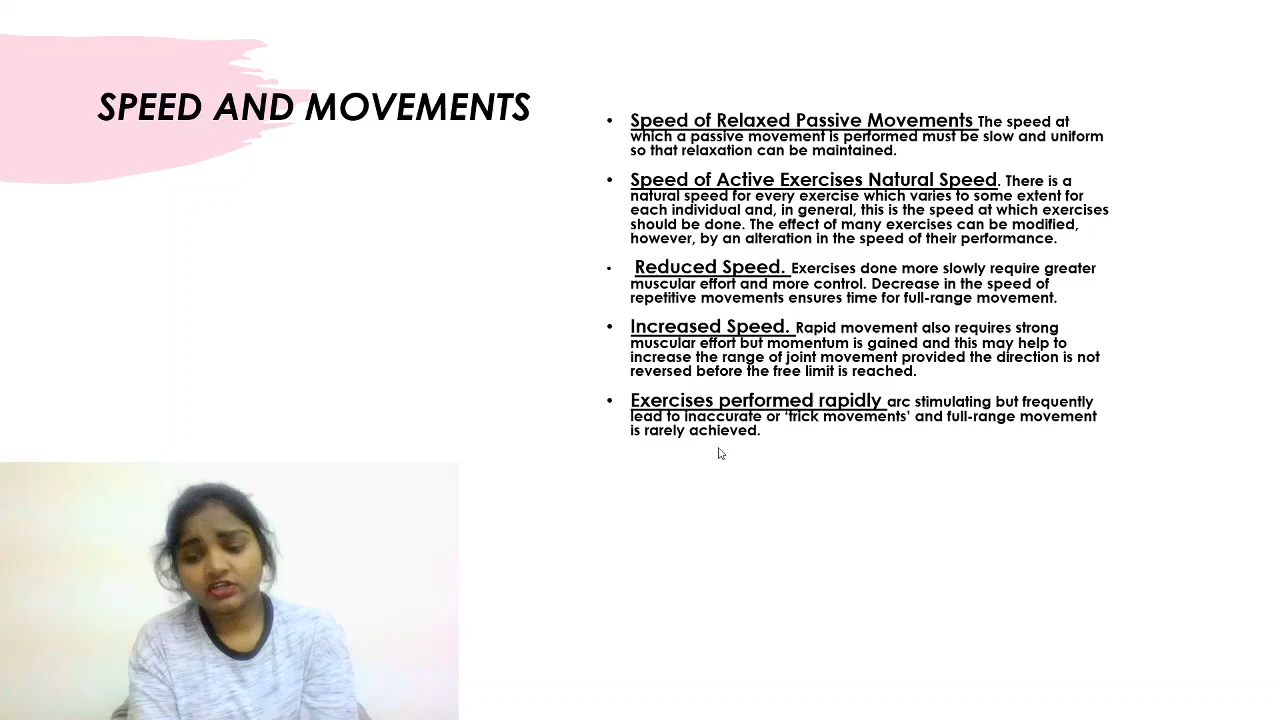 SPEED AND MOVEMENTS
• Speed of Relaxed Passive Movements The speed at
which a passive movement is performed must be slow and uniform
so that relaxation can be maintained.
• Speed of Active Exercises Natural Speed. There is a
natural speed for every exercise which varies to some extent for
each individual and, in general, this is the speed at which exercises
should be done. The effect of many exercises can be modified,
however, by an alteration in the speed of their performance.
• Reduced Speed. Exercises done more slowly require greater
muscular effort and more control. Decrease in the speed of
repetitive movements ensures time for full-range movement.
• Increased Speed. Rapid movement also requires strong
muscular effort but momentum is gained and this may help to
increase the range of joint movement provided the direction is not
reversed before the free limit is reached.
• Exercises performed rapidly arc stimulating but frequently
lead to inaccurate or ‘trick movements’ and full-range movement
is rarely achieved.